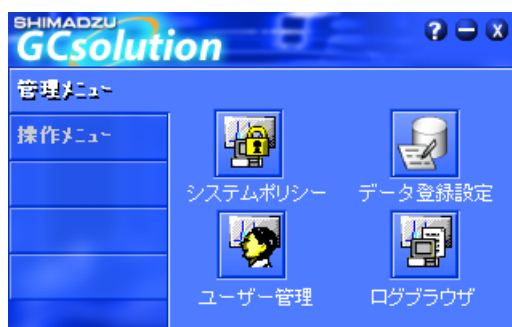 SHIMADZU
GCsolution
? − x
管理メニュー
操作メニュー
システムポリシー
データ登録設定
ユーザー管理
ログブラウザ